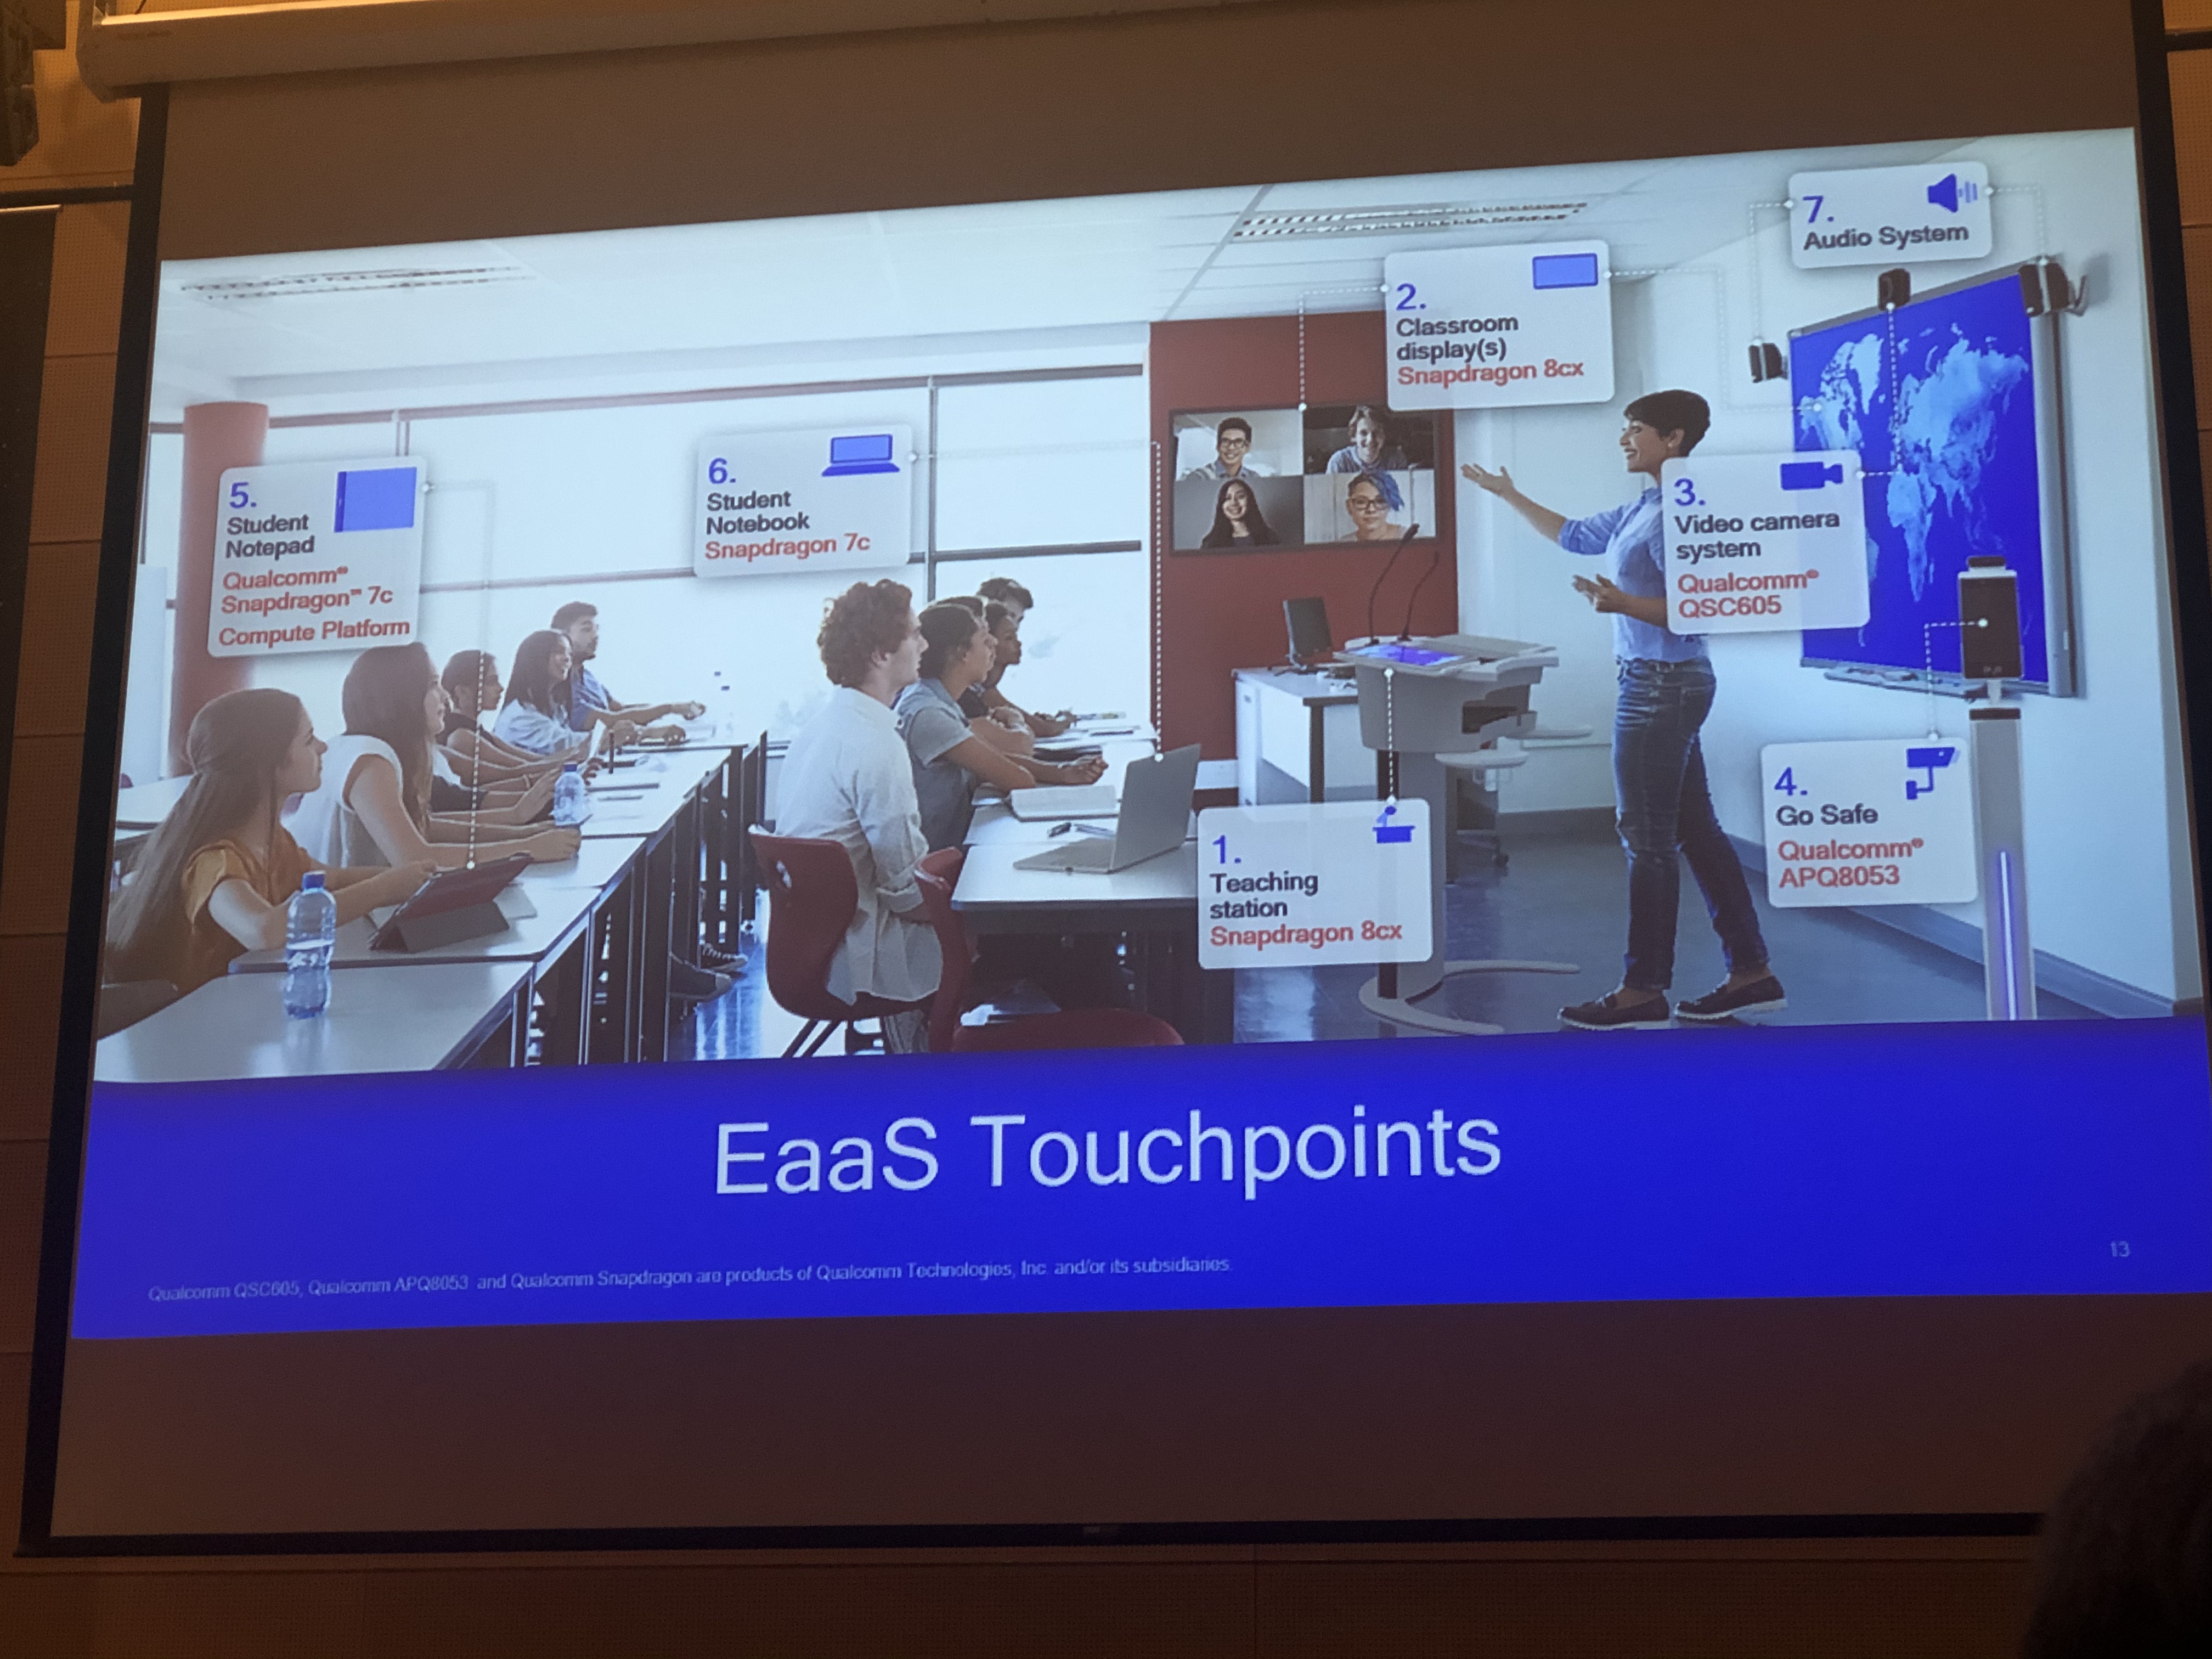 7.
Audio System
2.
Classroom
display(s)
Snapdragon 8cx
5.
Student
Notepad
Qualcomm®
Snapdragon™ 7c
Compute Platform
6.
Student
Notebook
Snapdragon 7c
3.
Video camera
system
Qualcomm®
QSC605
1.
Teaching
station
Snapdragon 8cx
4.
Go Safe
Qualcomm®
APQ8053
EaaS Touchpoints
Qualcomm QSC605, Qualcomm APQ8053 and Qualcomm Snapdragon are products of Qualcomm Technologies, Inc. and/or its subsidiaries.
13